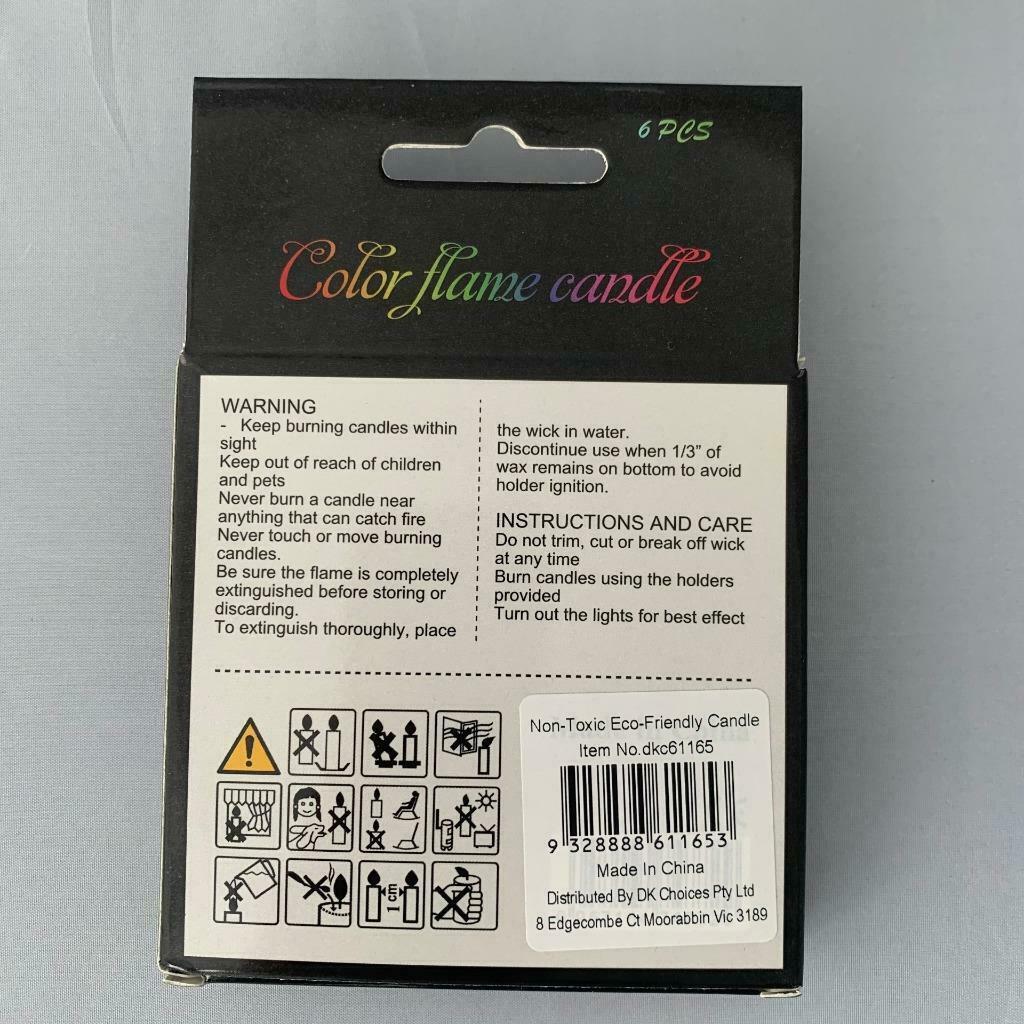 6 PCS
Color flame candle
WARNING
- Keep burning candles within
sight
Keep out of reach of children
and pets
Never burn a candle near
anything that can catch fire
Never touch or move burning
candles.
Be sure the flame is completely
extinguished before storing or
discarding.
To extinguish thoroughly, place
the wick in water.
Discontinue use when 1/3" of
wax remains on bottom to avoid
holder ignition.
INSTRUCTIONS AND CARE
Do not trim, cut or break off wick
at any time
Burn candles using the holders
provided
Turn out the lights for best effect
1 cm
Non-Toxic Eco-Friendly Candle
Item No.dkc61165
9 328888 611653
Made In China
Distributed By DK Choices Pty Ltd
8 Edgecombe Ct Moorabbin Vic 3189